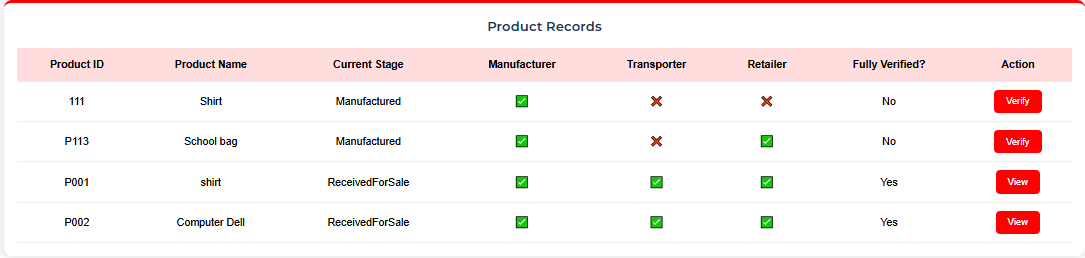 Product Records
Product ID Product Name Current Stage Manufacturer Transporter Retailer Fully Verified? Action
111 Shirt Manufactured ✅ ❌ ❌ No Verify
P113 School bag Manufactured ✅ ❌ ✅ No Verify
P001 shirt ReceivedForSale ✅ ✅ ✅ Yes View
P002 Computer Dell ReceivedForSale ✅ ✅ ✅ Yes View